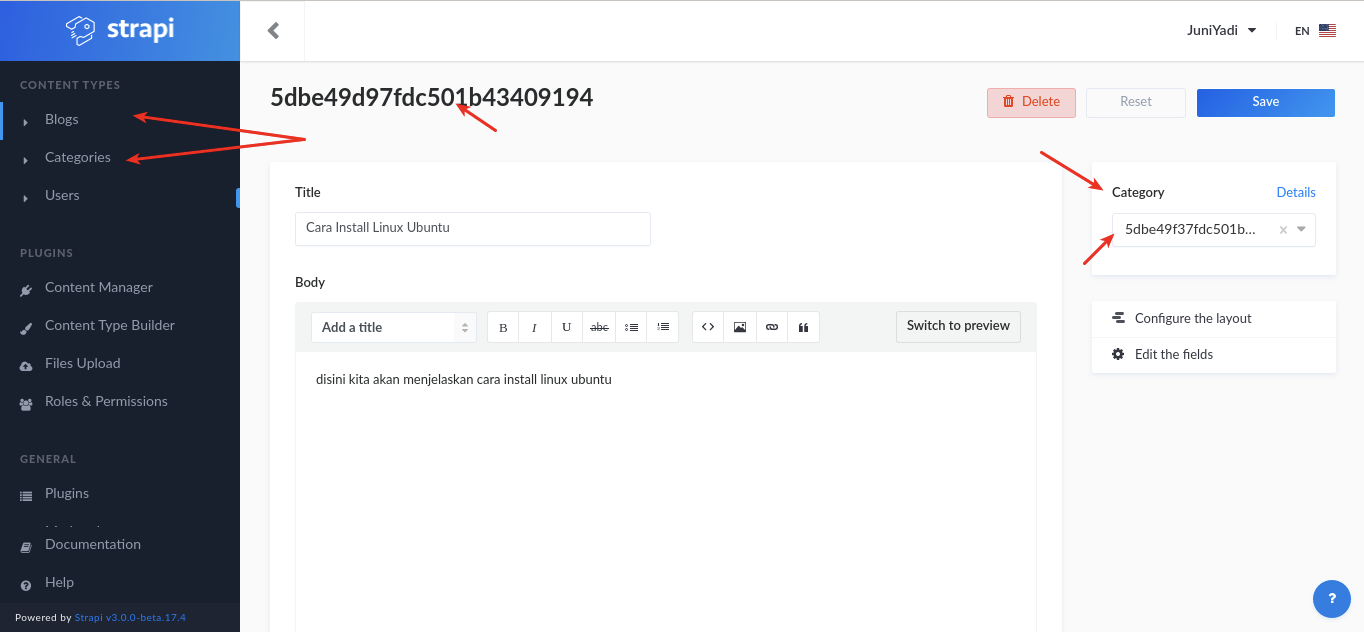 strapi
JuniYadi
EN
CONTENT TYPES
Blogs
Categories
Users
PLUGINS
Content Manager
Content Type Builder
Files Upload
Roles & Permissions
GENERAL
Plugins
Documentation
Help
Powered by Strapi v3.0.0-beta.17.4
5dbe49d97fdc501b43409194
Delete
Reset
Save
Title
Cara Install Linux Ubuntu
Body
Add a title
B I U abc
Switch to preview
disini kita akan menjelaskan cara install linux ubuntu
Category Details
5dbe49f37fdc501b...
Configure the layout
Edit the fields
?